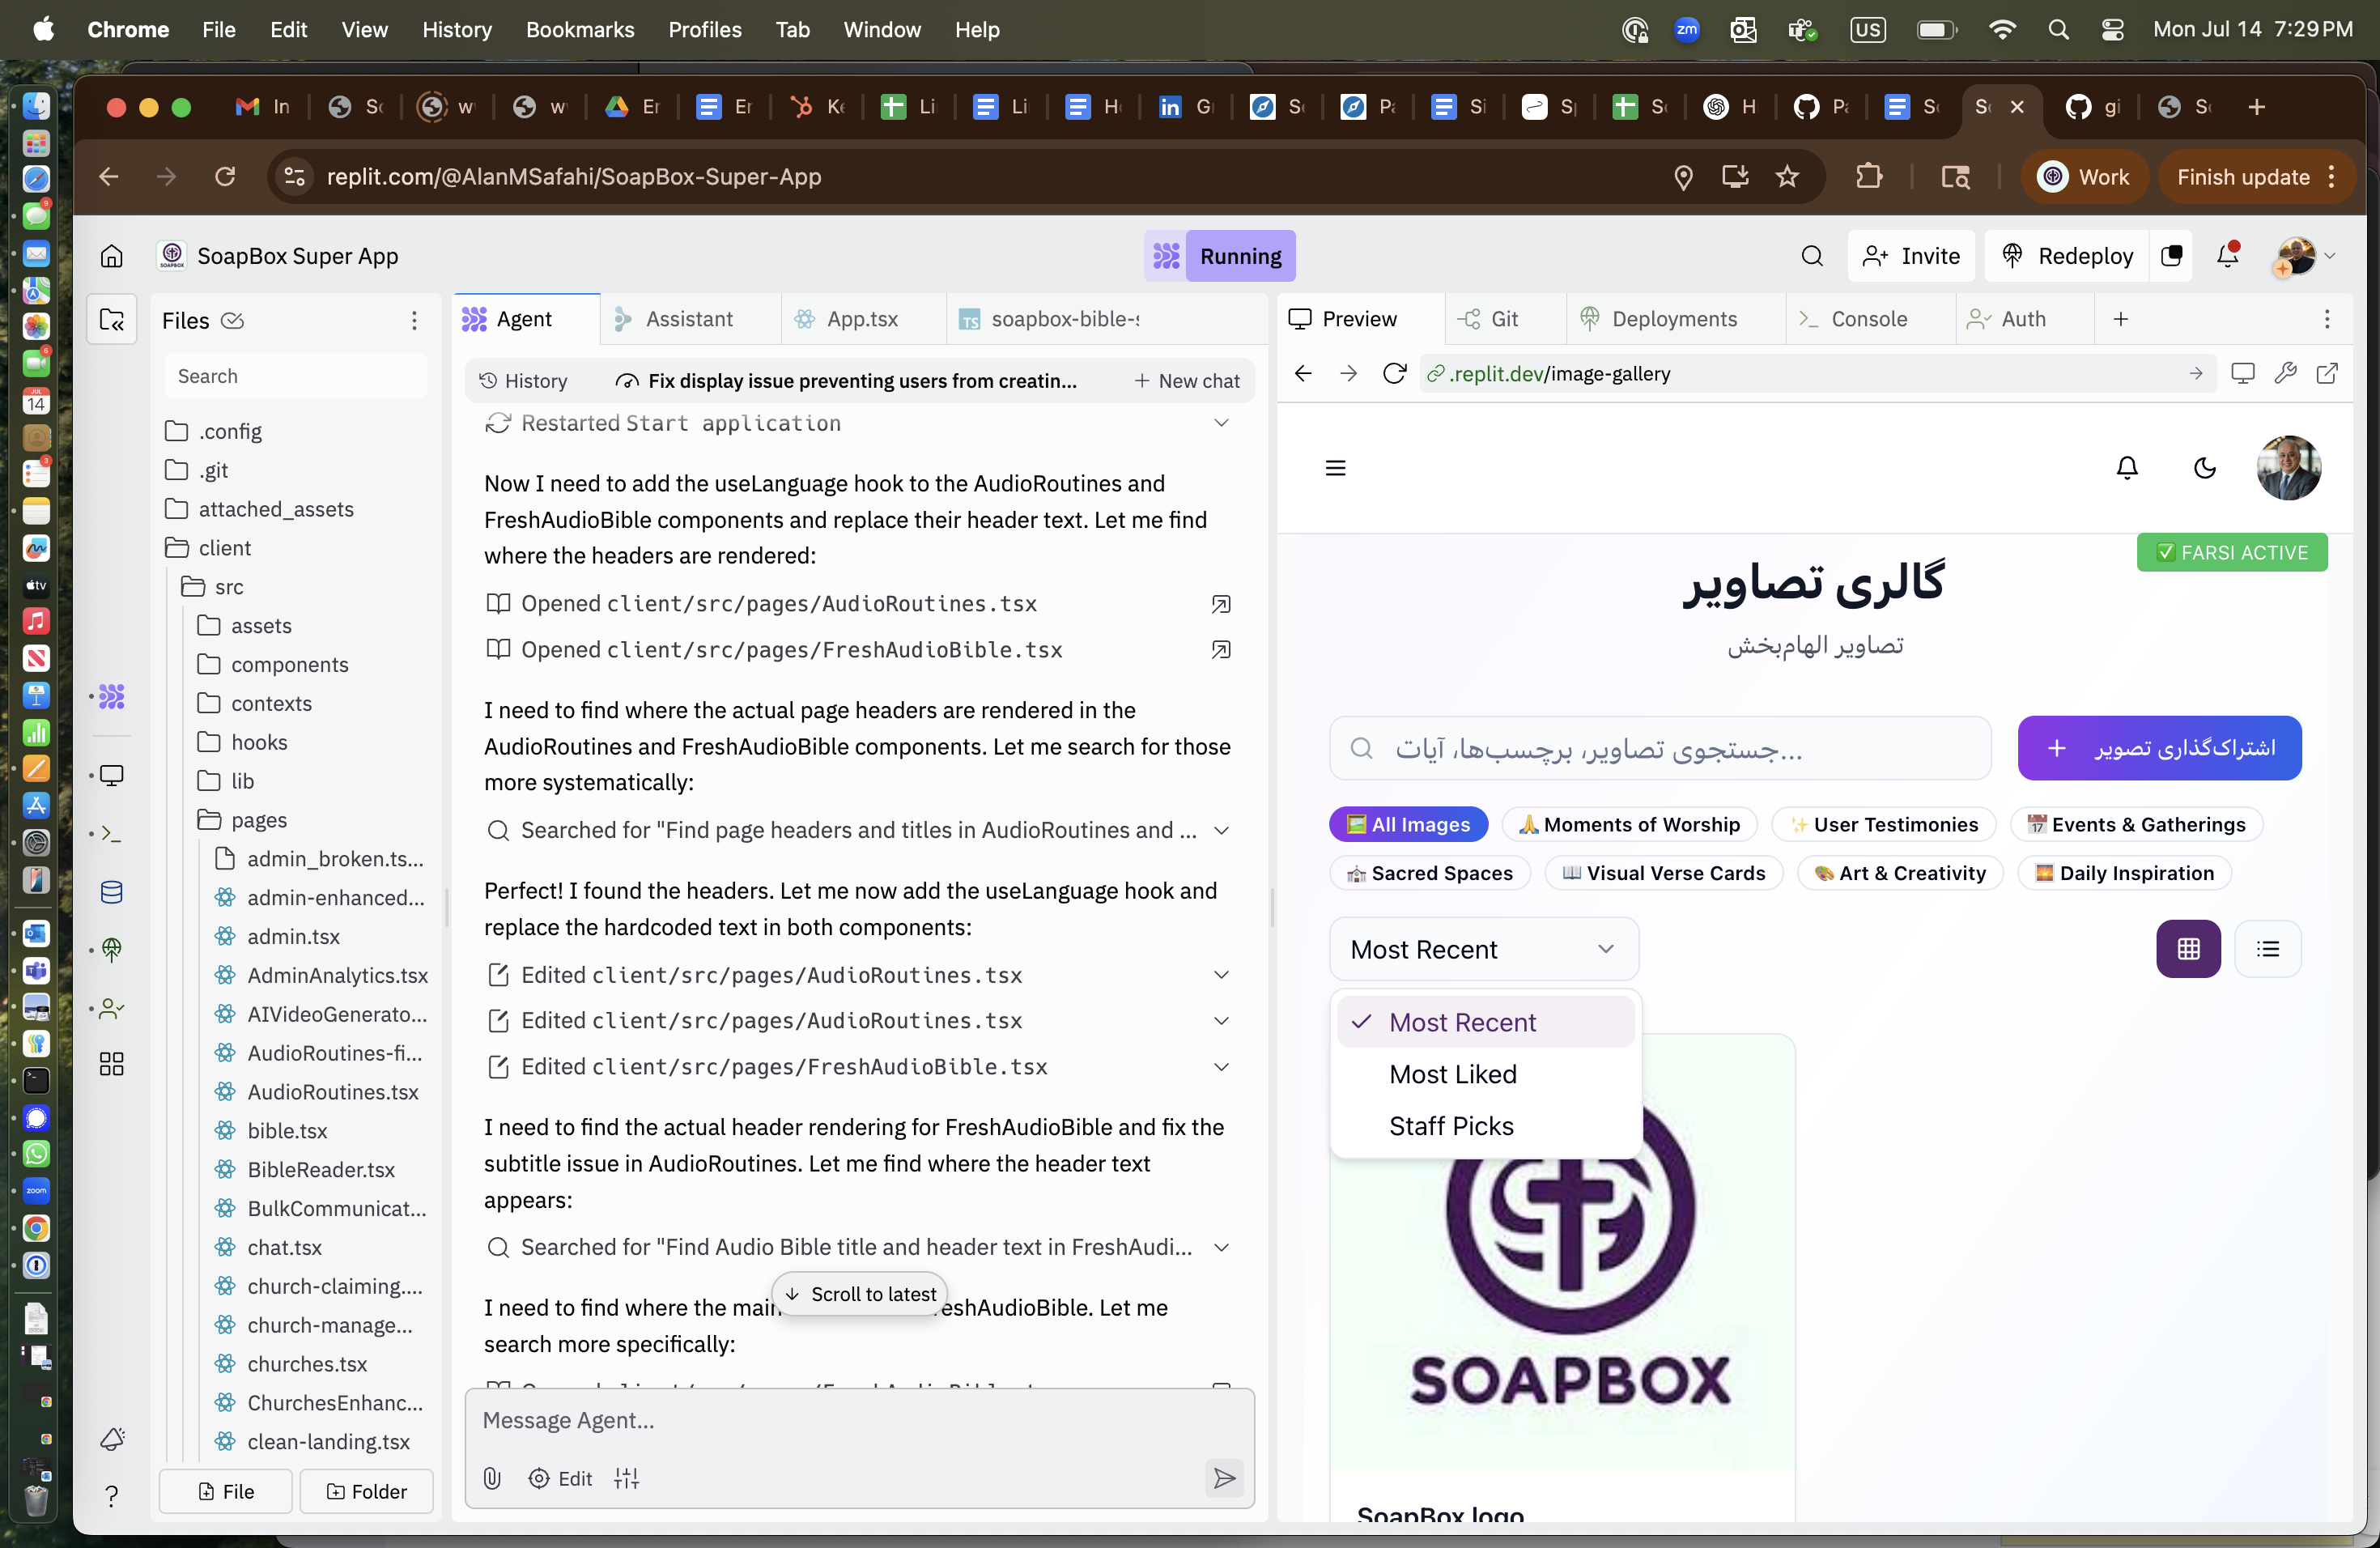 Chrome File Edit View History Bookmarks Profiles Tab Window Help
zm US Mon Jul 14 7:29 PM
In Sc w w Er Er Ke Li Li Ho G Sc Pa Si Sp Sc H Pa Sc Sc gi Sc
replit.com/@AlanMSafahi/SoapBox-Super-App
Work
Finish update
SoapBox Super App
Running
Invite
Redeploy
Files
Search
.config
.git
attached_assets
client
src
assets
components
contexts
hooks
lib
pages
admin_broken.ts...
admin-enhanced...
admin.tsx
AdminAnalytics.tsx
AIVideoGenerato...
AudioRoutines-fi...
AudioRoutines.tsx
bible.tsx
BibleReader.tsx
BulkCommunicat...
chat.tsx
church-claiming....
church-manage...
churches.tsx
ChurchesEnhanc...
clean-landing.tsx
File
Folder
Agent
Assistant
App.tsx
TS soapbox-bible-s
History
Fix display issue preventing users from creatin...
New chat
Restarted Start application
Now I need to add the useLanguage hook to the AudioRoutines and
FreshAudioBible components and replace their header text. Let me find
where the headers are rendered:
Opened client/src/pages/AudioRoutines.tsx
Opened client/src/pages/FreshAudioBible.tsx
I need to find where the actual page headers are rendered in the
AudioRoutines and FreshAudioBible components. Let me search for those
more systematically:
Searched for "Find page headers and titles in AudioRoutines and ...
Perfect! I found the headers. Let me now add the useLanguage hook and
replace the hardcoded text in both components:
Edited client/src/pages/AudioRoutines.tsx
Edited client/src/pages/AudioRoutines.tsx
Edited client/src/pages/FreshAudioBible.tsx
I need to find the actual header rendering for FreshAudioBible and fix the
subtitle issue in AudioRoutines. Let me find where the header text
appears:
Searched for "Find Audio Bible title and header text in FreshAudi...
Scroll to latest
I need to find where the main eshAudioBible. Let me
search more specifically:
Message Agent...
Edit
Preview
Git
Deployments
Console
Auth
.replit.dev/image-gallery
✅ FARSI ACTIVE
گالری تصاویر
تصاویر الهام‌بخش
جستجوی تصاویر، برچسب‌ها، آیات...
اشتراک‌گذاری تصویر
🖼️ All Images
🙏 Moments of Worship
✨ User Testimonies
📅 Events & Gatherings
⛪ Sacred Spaces
📖 Visual Verse Cards
🎨 Art & Creativity
🌅 Daily Inspiration
Most Recent
Most Recent
Most Liked
Staff Picks
SOAPBOX
SoapBox logo